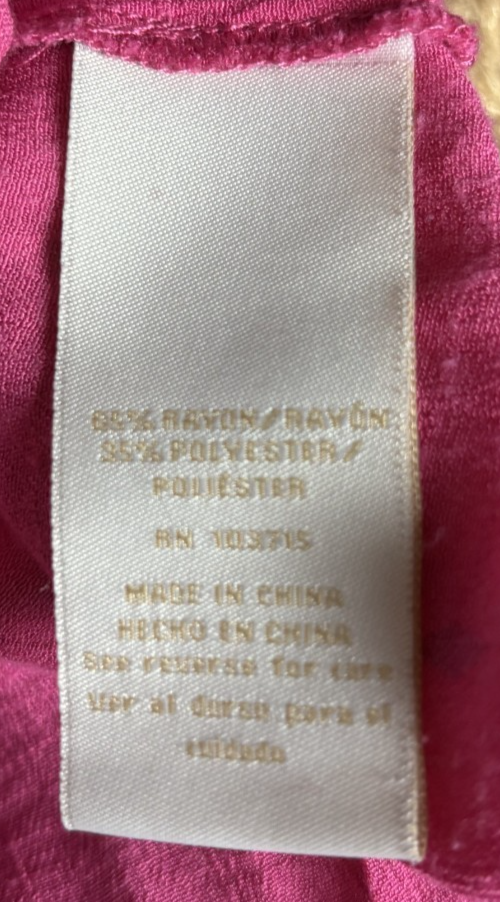 65% RAYON/RAYÓN
35% POLYESTER/
POLIÉSTER
RN 103715
MADE IN CHINA
HECHO EN CHINA
See reverse for care
Ver al dorso para el
cuidado